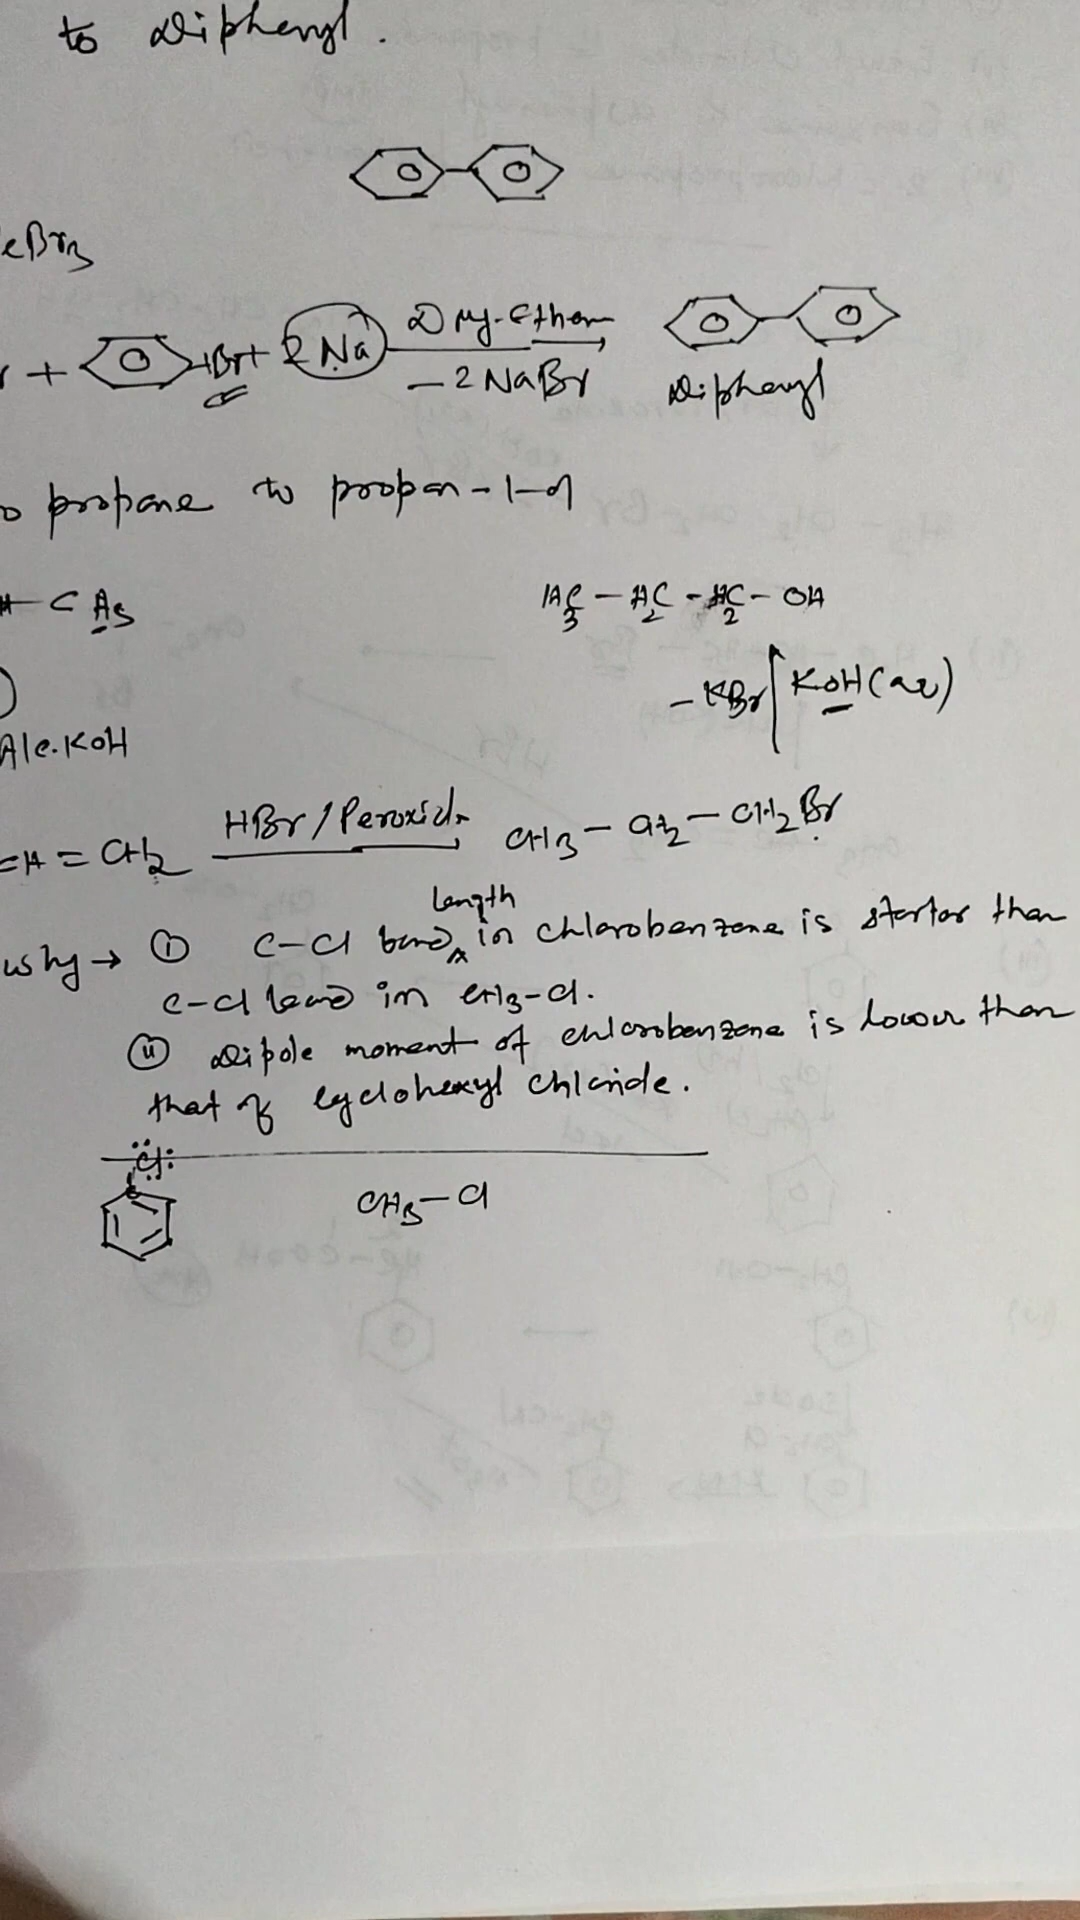 to Diphenyl.
eBr3
r + Br + 2Na Dry-Ether
-2NaBr Diphenyl
o propane to propan-1-ol
H CH3 H3C - H2C - H2C - OH
-KBr KOH(aq)
Alc.KOH
CH = CH2 HBr/Peroxide CH3 - CH2 - CH2Br
why → (i) C-Cl bond length in chlorobenzene is shorter than
C-Cl bond in CH3-Cl.
(ii) Dipole moment of chlorobenzene is lower than
that of cyclohexyl chloride.
:Cl:
CH3-Cl